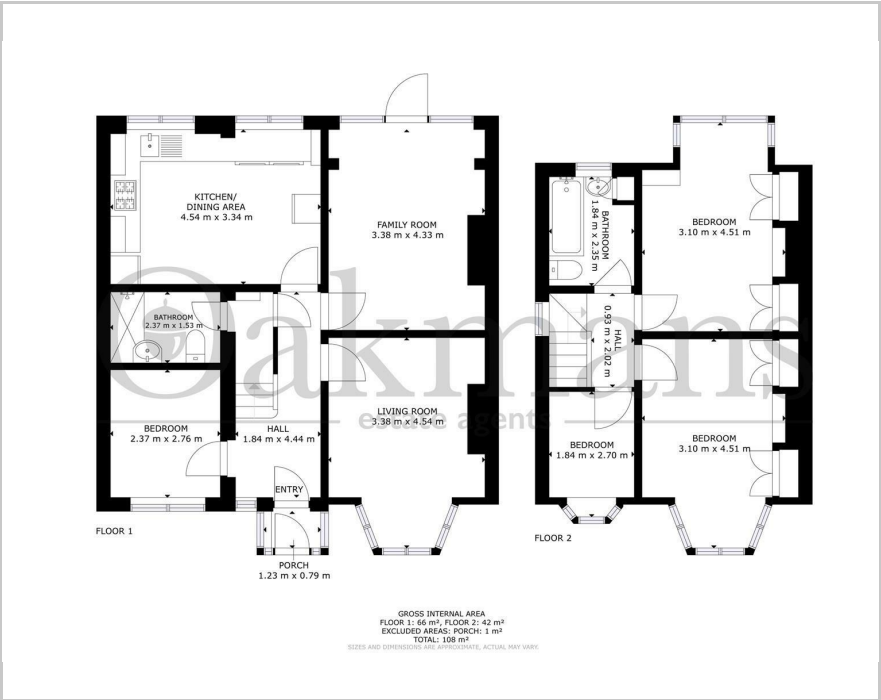 KITCHEN/
DINING AREA
4.54 m x 3.34 m
FAMILY ROOM
3.38 m x 4.33 m
BATHROOM
2.37 m x 1.53 m
BEDROOM
2.37 m x 2.76 m
HALL
1.84 m x 4.44 m
LIVING ROOM
3.38 m x 4.54 m
ENTRY
PORCH
1.23 m x 0.79 m
FLOOR 1
BATHROOM
1.84 m x 2.35 m
BEDROOM
3.10 m x 4.51 m
HALL
0.93 m x 2.02 m
BEDROOM
1.84 m x 2.70 m
BEDROOM
3.10 m x 4.51 m
FLOOR 2
Oakmans
estate agents
GROSS INTERNAL AREA
FLOOR 1: 66 m², FLOOR 2: 42 m²
EXCLUDED AREAS: PORCH: 1 m²
TOTAL: 108 m²
SIZES AND DIMENSIONS ARE APPROXIMATE, ACTUAL MAY VARY.